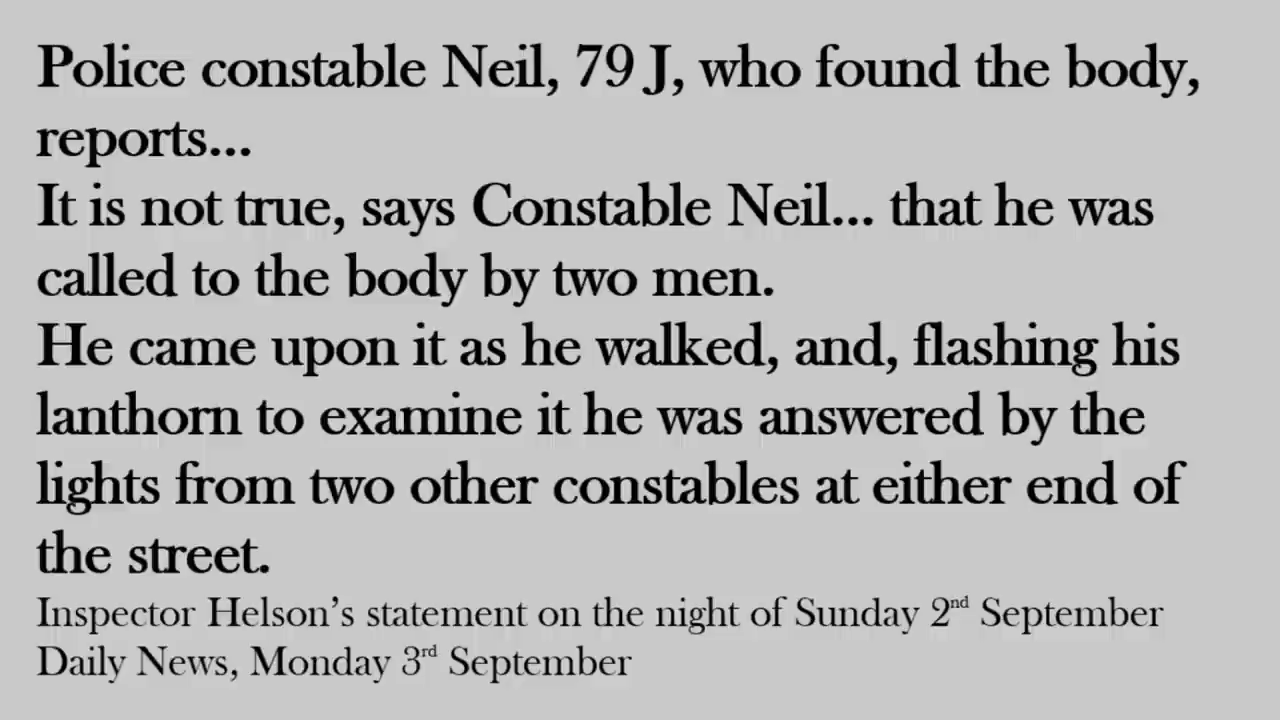 Police constable Neil, 79 J, who found the body,
reports...
It is not true, says Constable Neil... that he was
called to the body by two men.
He came upon it as he walked, and, flashing his
lanthorn to examine it he was answered by the
lights from two other constables at either end of
the street.
Inspector Helson’s statement on the night of Sunday 2nd September
Daily News, Monday 3rd September